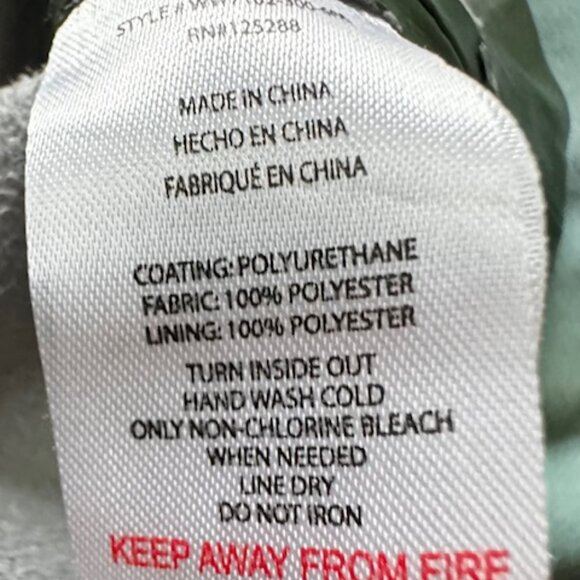 STYLE #
RN#125288
MADE IN CHINA
HECHO EN CHINA
FABRIQUÉ EN CHINA
COATING: POLYURETHANE
FABRIC: 100% POLYESTER
LINING: 100% POLYESTER
TURN INSIDE OUT
HAND WASH COLD
ONLY NON-CHLORINE BLEACH
WHEN NEEDED
LINE DRY
DO NOT IRON
KEEP AWAY FROM FIRE